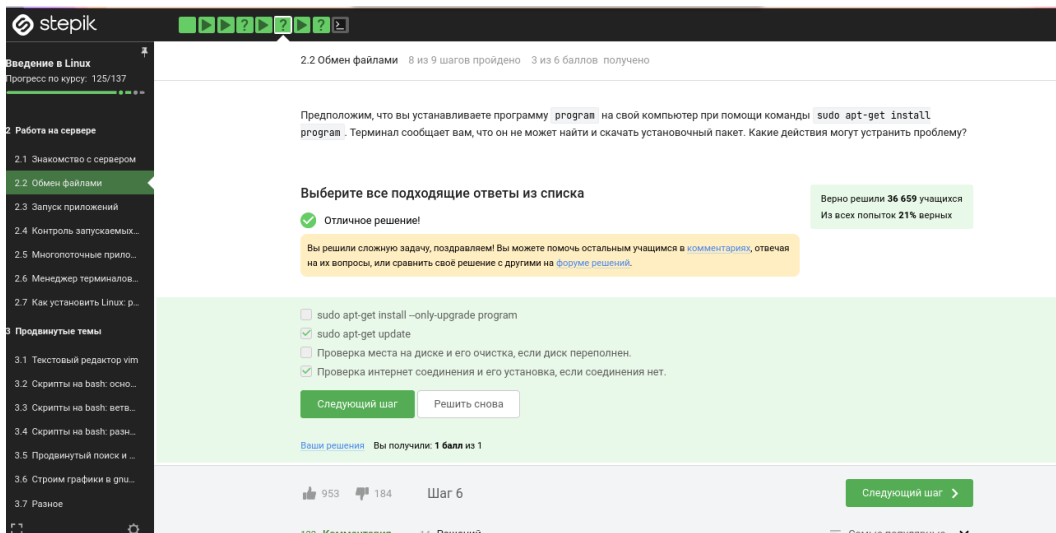 stepik
Введение в Linux
Прогресс по курсу: 125/137
2 Работа на сервере
2.1 Знакомство с сервером
2.2 Обмен файлами
2.3 Запуск приложений
2.4 Контроль запускаемых...
2.5 Многопоточные прило...
2.6 Менеджер терминалов...
2.7 Как установить Linux: р...
3 Продвинутые темы
3.1 Текстовый редактор vim
3.2 Скрипты на bash: осно...
3.3 Скрипты на bash: ветв...
3.4 Скрипты на bash: разн...
3.5 Продвинутый поиск и ...
3.6 Строим графики в gnu...
3.7 Разное
2.2 Обмен файлами 8 из 9 шагов пройдено 3 из 6 баллов получено
Предположим, что вы устанавливаете программу program на свой компьютер при помощи команды sudo apt-get install
program. Терминал сообщает вам, что он не может найти и скачать установочный пакет. Какие действия могут устранить проблему?
Выберите все подходящие ответы из списка
Верно решили 36 659 учащихся
Из всех попыток 21% верных
Отличное решение!
Вы решили сложную задачу, поздравляем! Вы можете помочь остальным учащимся в комментариях, отвечая
на их вопросы, или сравнить своё решение с другими на форуме решений.
sudo apt-get install –only-upgrade program
sudo apt-get update
Проверка места на диске и его очистка, если диск переполнен.
Проверка интернет соединения и его установка, если соединения нет.
Следующий шаг Решить снова
Ваши решения Вы получили: 1 балл из 1
953 184 Шаг 6 Следующий шаг